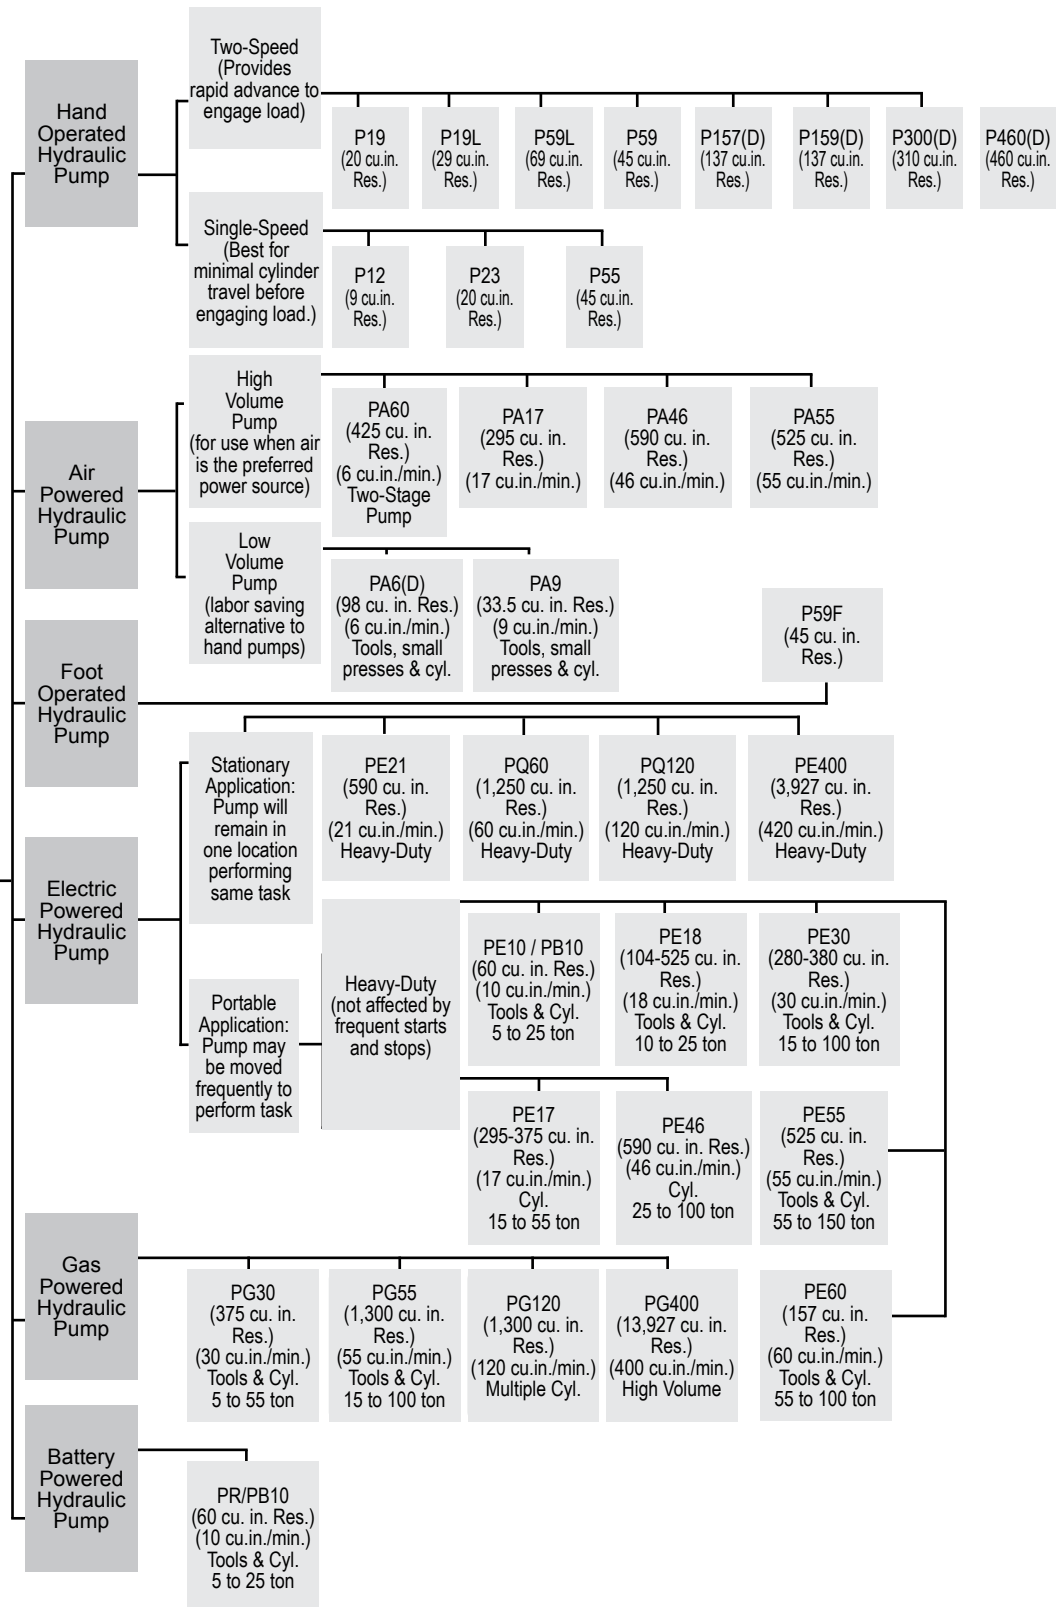 Hand
Operated
Hydraulic
Pump
Two-Speed
(Provides
rapid advance to
engage load)
P19
(20 cu.in.
Res.)
P19L
(29 cu.in.
Res.)
P59L
(69 cu.in.
Res.)
P59
(45 cu.in.
Res.)
P157(D)
(137 cu.in.
Res.)
P159(D)
(137 cu.in.
Res.)
P300(D)
(310 cu.in.
Res.)
P460(D)
(460 cu.in.
Res.)
Single-Speed
(Best for
minimal cylinder
travel before
engaging load.)
P12
(9 cu.in.
Res.)
P23
(20 cu.in.
Res.)
P55
(45 cu.in.
Res.)
Air
Powered
Hydraulic
Pump
High
Volume
Pump
(for use when air
is the preferred
power source)
PA60
(425 cu. in.
Res.)
(6 cu.in./min.)
Two-Stage
Pump
PA17
(295 cu. in.
Res.)
(17 cu.in./min.)
PA46
(590 cu. in.
Res.)
(46 cu.in./min.)
PA55
(525 cu. in.
Res.)
(55 cu.in./min.)
Low
Volume
Pump
(labor saving
alternative to
hand pumps)
PA6(D)
(98 cu. in. Res.)
(6 cu.in./min.)
Tools, small
presses & cyl.
PA9
(33.5 cu. in. Res.)
(9 cu.in./min.)
Tools, small
presses & cyl.
Foot
Operated
Hydraulic
Pump
P59F
(45 cu. in.
Res.)
Electric
Powered
Hydraulic
Pump
Stationary
Application:
Pump will
remain in
one location
performing
same task
PE21
(590 cu. in.
Res.)
(21 cu.in./min.)
Heavy-Duty
PQ60
(1,250 cu. in.
Res.)
(60 cu.in./min.)
Heavy-Duty
PQ120
(1,250 cu. in.
Res.)
(120 cu.in./min.)
Heavy-Duty
PE400
(3,927 cu. in.
Res.)
(420 cu.in./min.)
Heavy-Duty
Portable
Application:
Pump may
be moved
frequently to
perform task
Heavy-Duty
(not affected by
frequent starts
and stops)
PE10 / PB10
(60 cu. in. Res.)
(10 cu.in./min.)
Tools & Cyl.
5 to 25 ton
PE18
(104-525 cu. in.
Res.)
(18 cu.in./min.)
Tools & Cyl.
10 to 25 ton
PE30
(280-380 cu. in.
Res.)
(30 cu.in./min.)
Tools & Cyl.
15 to 100 ton
PE17
(295-375 cu. in.
Res.)
(17 cu.in./min.)
Cyl.
15 to 55 ton
PE46
(590 cu. in. Res.)
(46 cu.in./min.)
Cyl.
25 to 100 ton
PE55
(525 cu. in.
Res.)
(55 cu.in./min.)
Tools & Cyl.
55 to 150 ton
PE60
(157 cu. in.
Res.)
(60 cu.in./min.)
Tools & Cyl.
55 to 100 ton
Gas
Powered
Hydraulic
Pump
PG30
(375 cu. in.
Res.)
(30 cu.in./min.)
Tools & Cyl.
5 to 55 ton
PG55
(1,300 cu. in.
Res.)
(55 cu.in./min.)
Tools & Cyl.
15 to 100 ton
PG120
(1,300 cu. in.
Res.)
(120 cu.in./min.)
Multiple Cyl.
PG400
(13,927 cu. in.
Res.)
(400 cu.in./min.)
High Volume
Battery
Powered
Hydraulic
Pump
PR/PB10
(60 cu. in. Res.)
(10 cu.in./min.)
Tools & Cyl.
5 to 25 ton